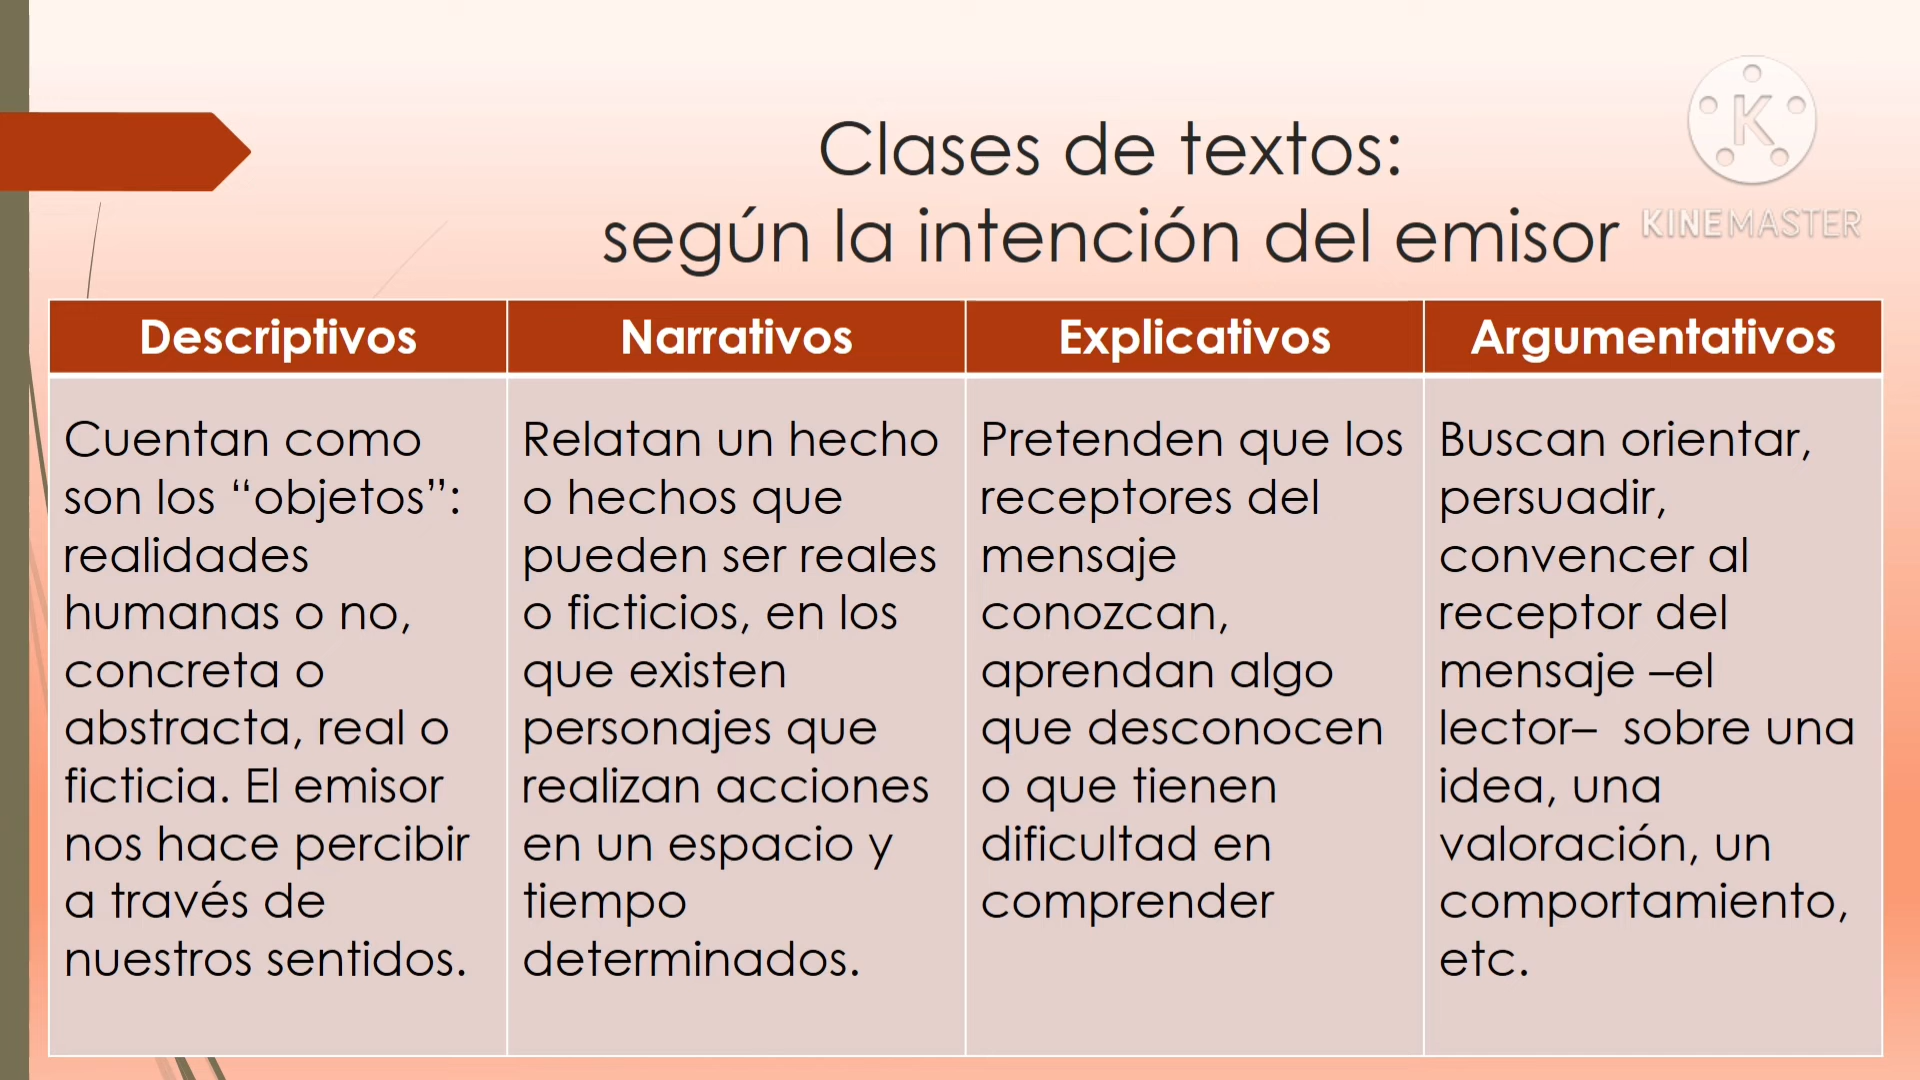 Clases de textos:
según la intención del emisor
K
KINEMASTER
Descriptivos
Narrativos
Explicativos
Argumentativos
Cuentan como
son los “objetos”:
realidades
humanas o no,
concreta o
abstracta, real o
ficticia. El emisor
nos hace percibir
a través de
nuestros sentidos.
Relatan un hecho
o hechos que
pueden ser reales
o ficticios, en los
que existen
personajes que
realizan acciones
en un espacio y
tiempo
determinados.
Pretenden que los
receptores del
mensaje
conozcan,
aprendan algo
que desconocen
o que tienen
dificultad en
comprender
Buscan orientar,
persuadir,
convencer al
receptor del
mensaje –el
lector–  sobre una
idea, una
valoración, un
comportamiento,
etc.